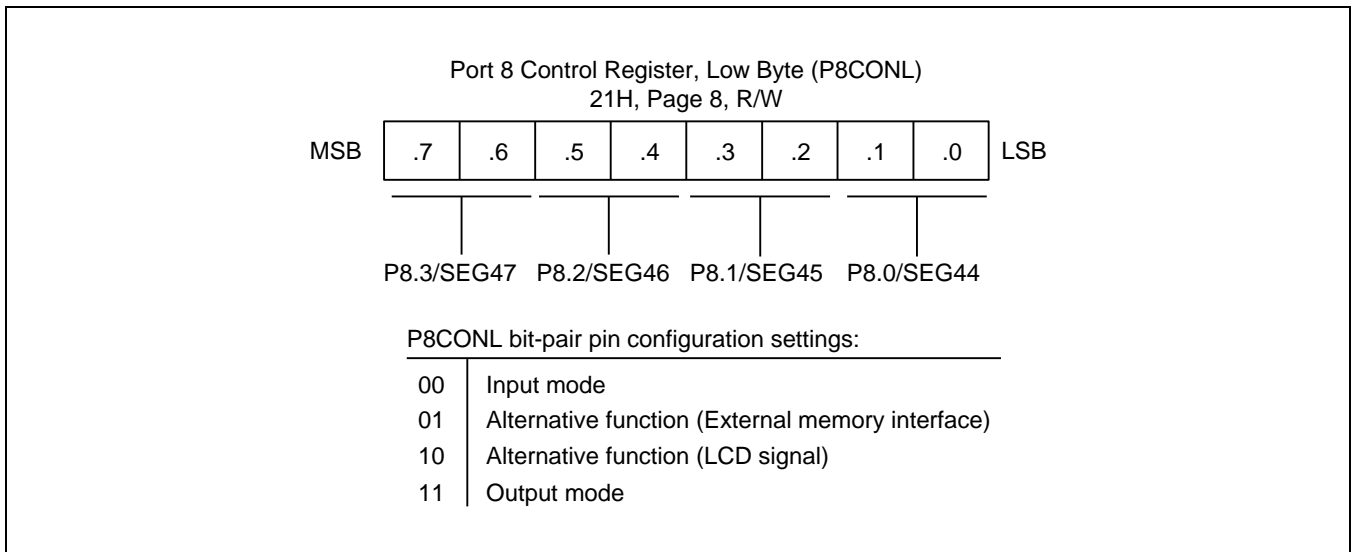 Port 8 Control Register, Low Byte (P8CONL)
21H, Page 8, R/W
MSB .7 .6 .5 .4 .3 .2 .1 .0 LSB
P8.3/SEG47 P8.2/SEG46 P8.1/SEG45 P8.0/SEG44
P8CONL bit-pair pin configuration settings:
00 Input mode
01 Alternative function (External memory interface)
10 Alternative function (LCD signal)
11 Output mode